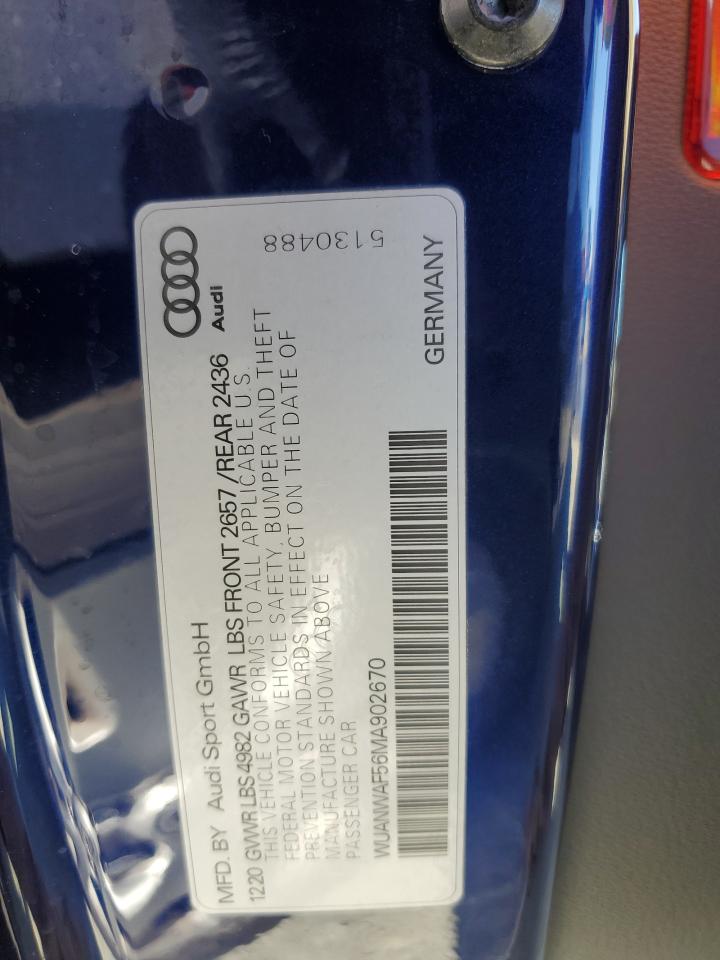 MFD. BY Audi Sport GmbH
Audi
1220 GVWR LBS 4982 GAWR LBS FRONT 2657/REAR 2436
THIS VEHICLE CONFORMS TO ALL APPLICABLE U.S.
FEDERAL MOTOR VEHICLE SAFETY, BUMPER AND THEFT
PREVENTION STANDARDS IN EFFECT ON THE DATE OF
MANUFACTURE SHOWN ABOVE
PASSENGER CAR
5130488
WUANWAF56MA902670
GERMANY